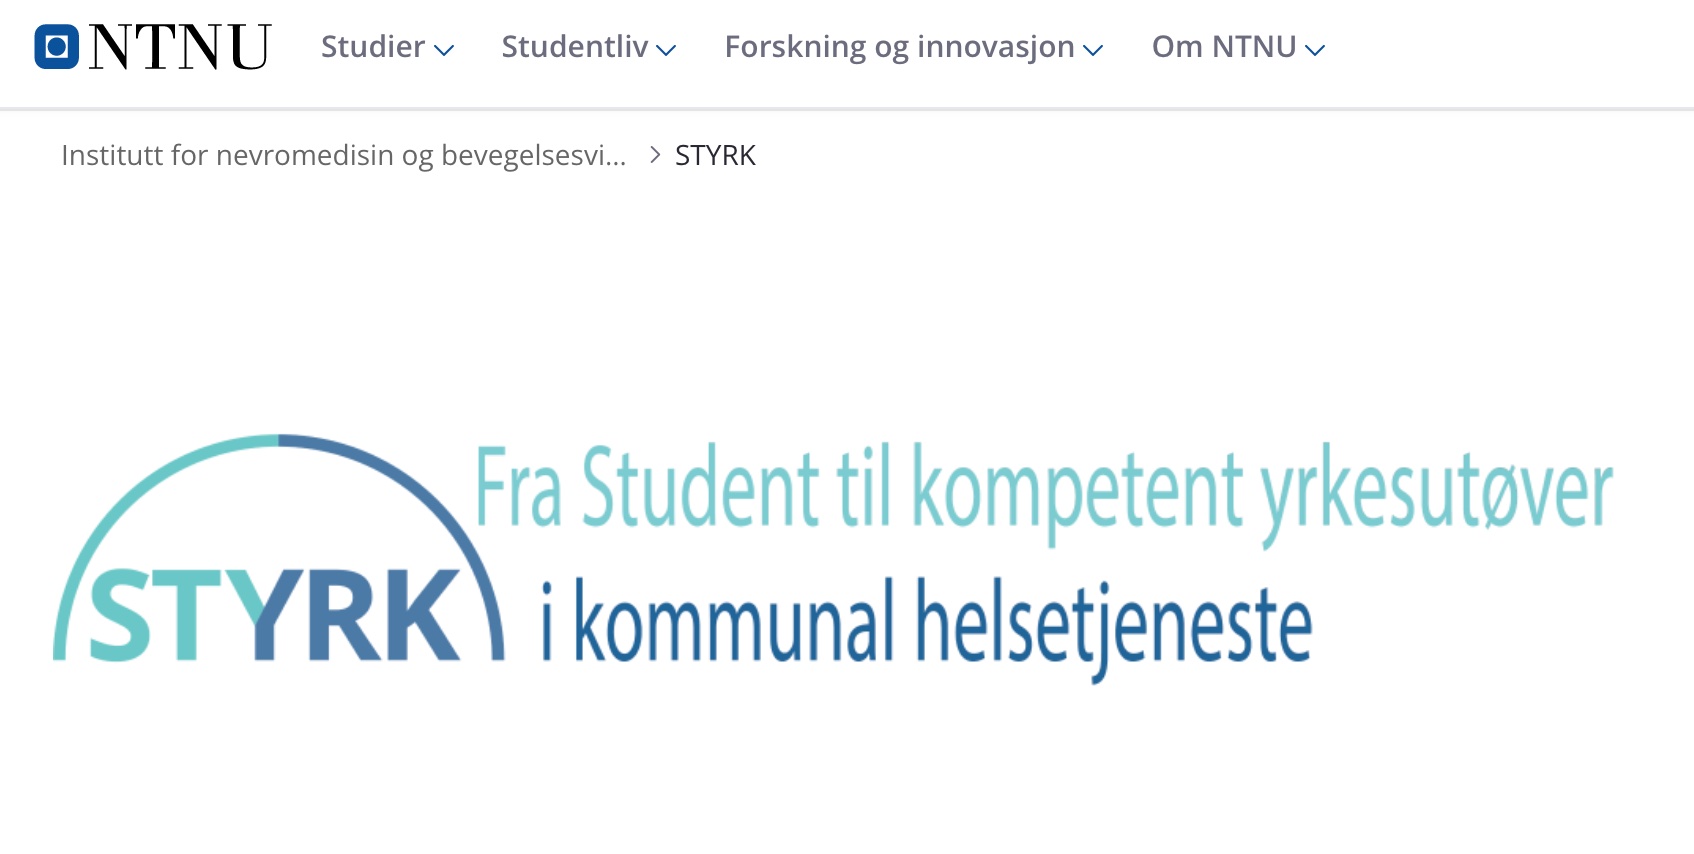 NTNU Studier Studentliv Forskning og innovasjon Om NTNU
Institutt for nevromedisin og bevegelsesvi... > STYRK
Fra Student til kompetent yrkesutøver
STYRK i kommunal helsetjeneste